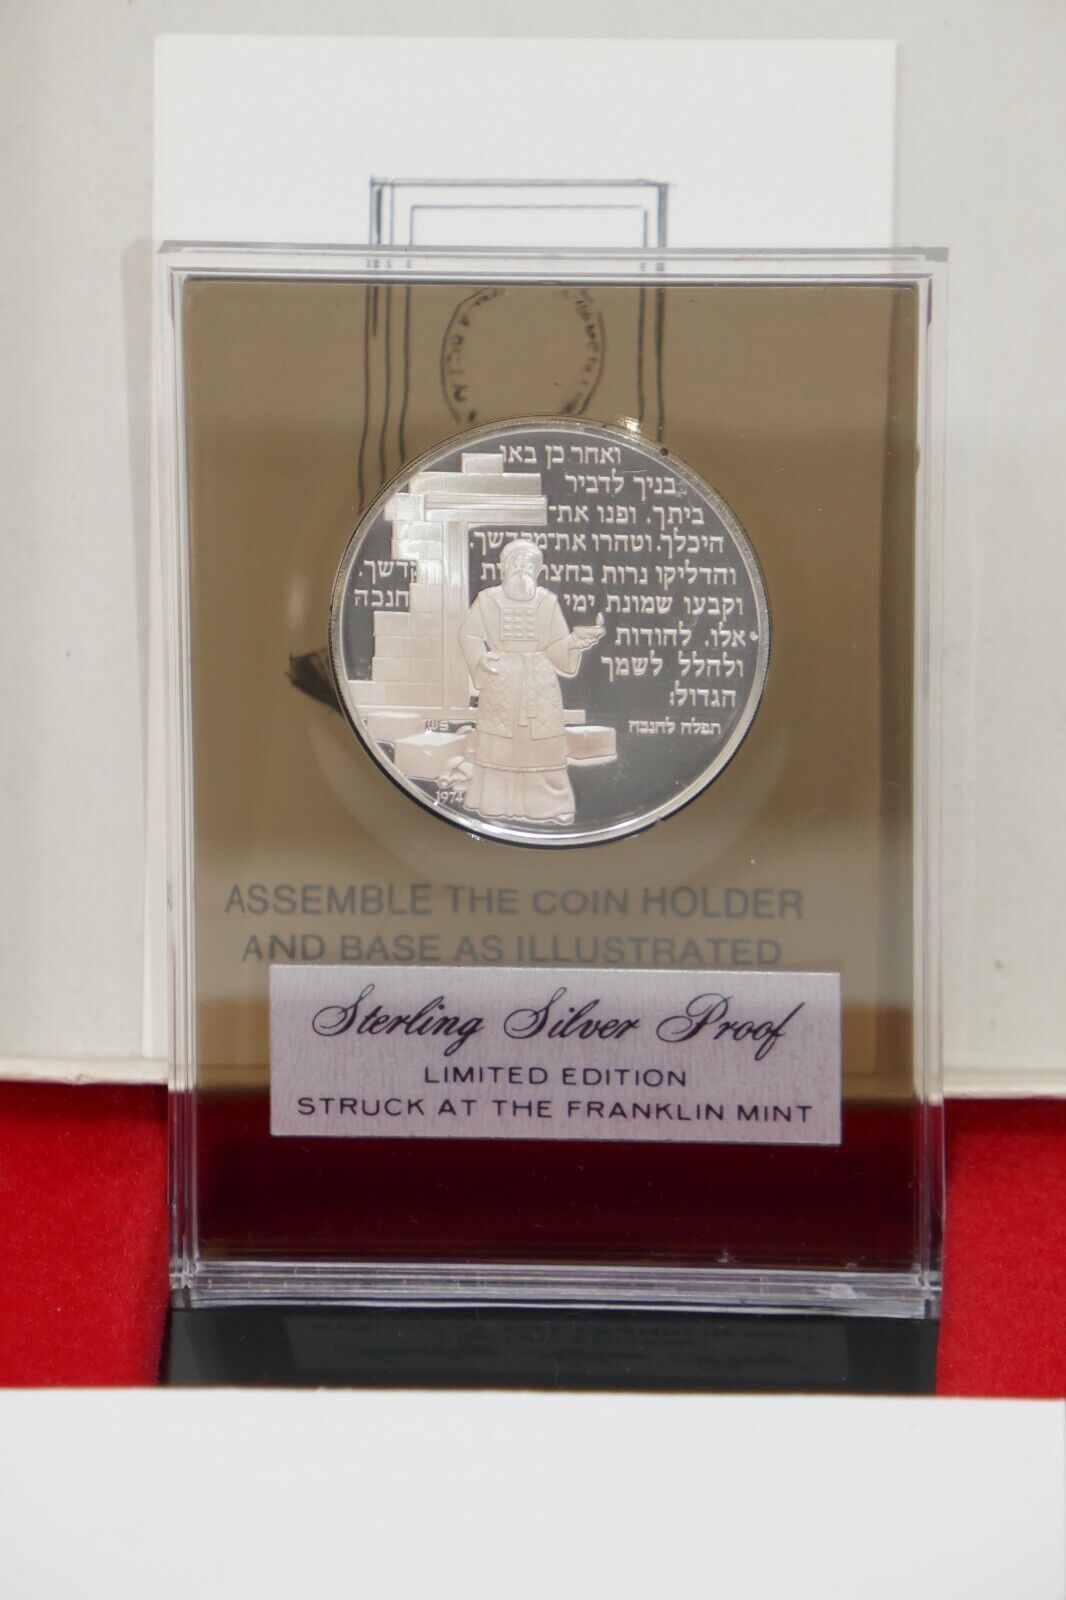 ואחר כן באו
בניך לדביר
ביתך. ופנו את־
היכלך. וטהרו את־מקדשך.
והדליקו נרות בחצרות קדשך.
וקבעו שמונת ימי חנכה
אלו. להודות
ולהלל לשמך
הגדול:
תפלה לחנכה
WS
1974
ASSEMBLE THE COIN HOLDER
AND BASE AS ILLUSTRATED
Sterling Silver Proof
LIMITED EDITION
STRUCK AT THE FRANKLIN MINT